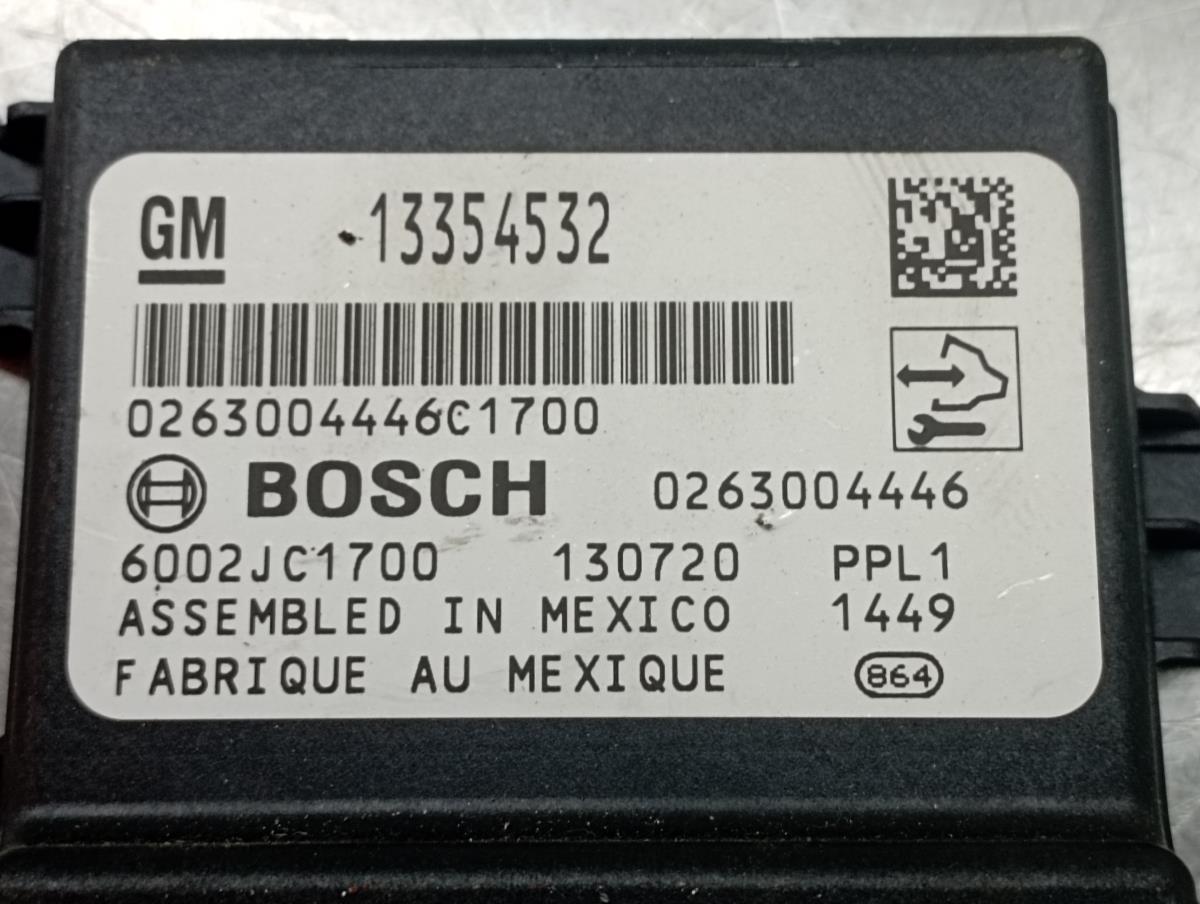 GM 13354532
0263004446C1700
BOSCH 0263004446
6002JC1700 130720 PPL1
ASSEMBLED IN MEXICO 1449
FABRIQUE AU MEXIQUE 864